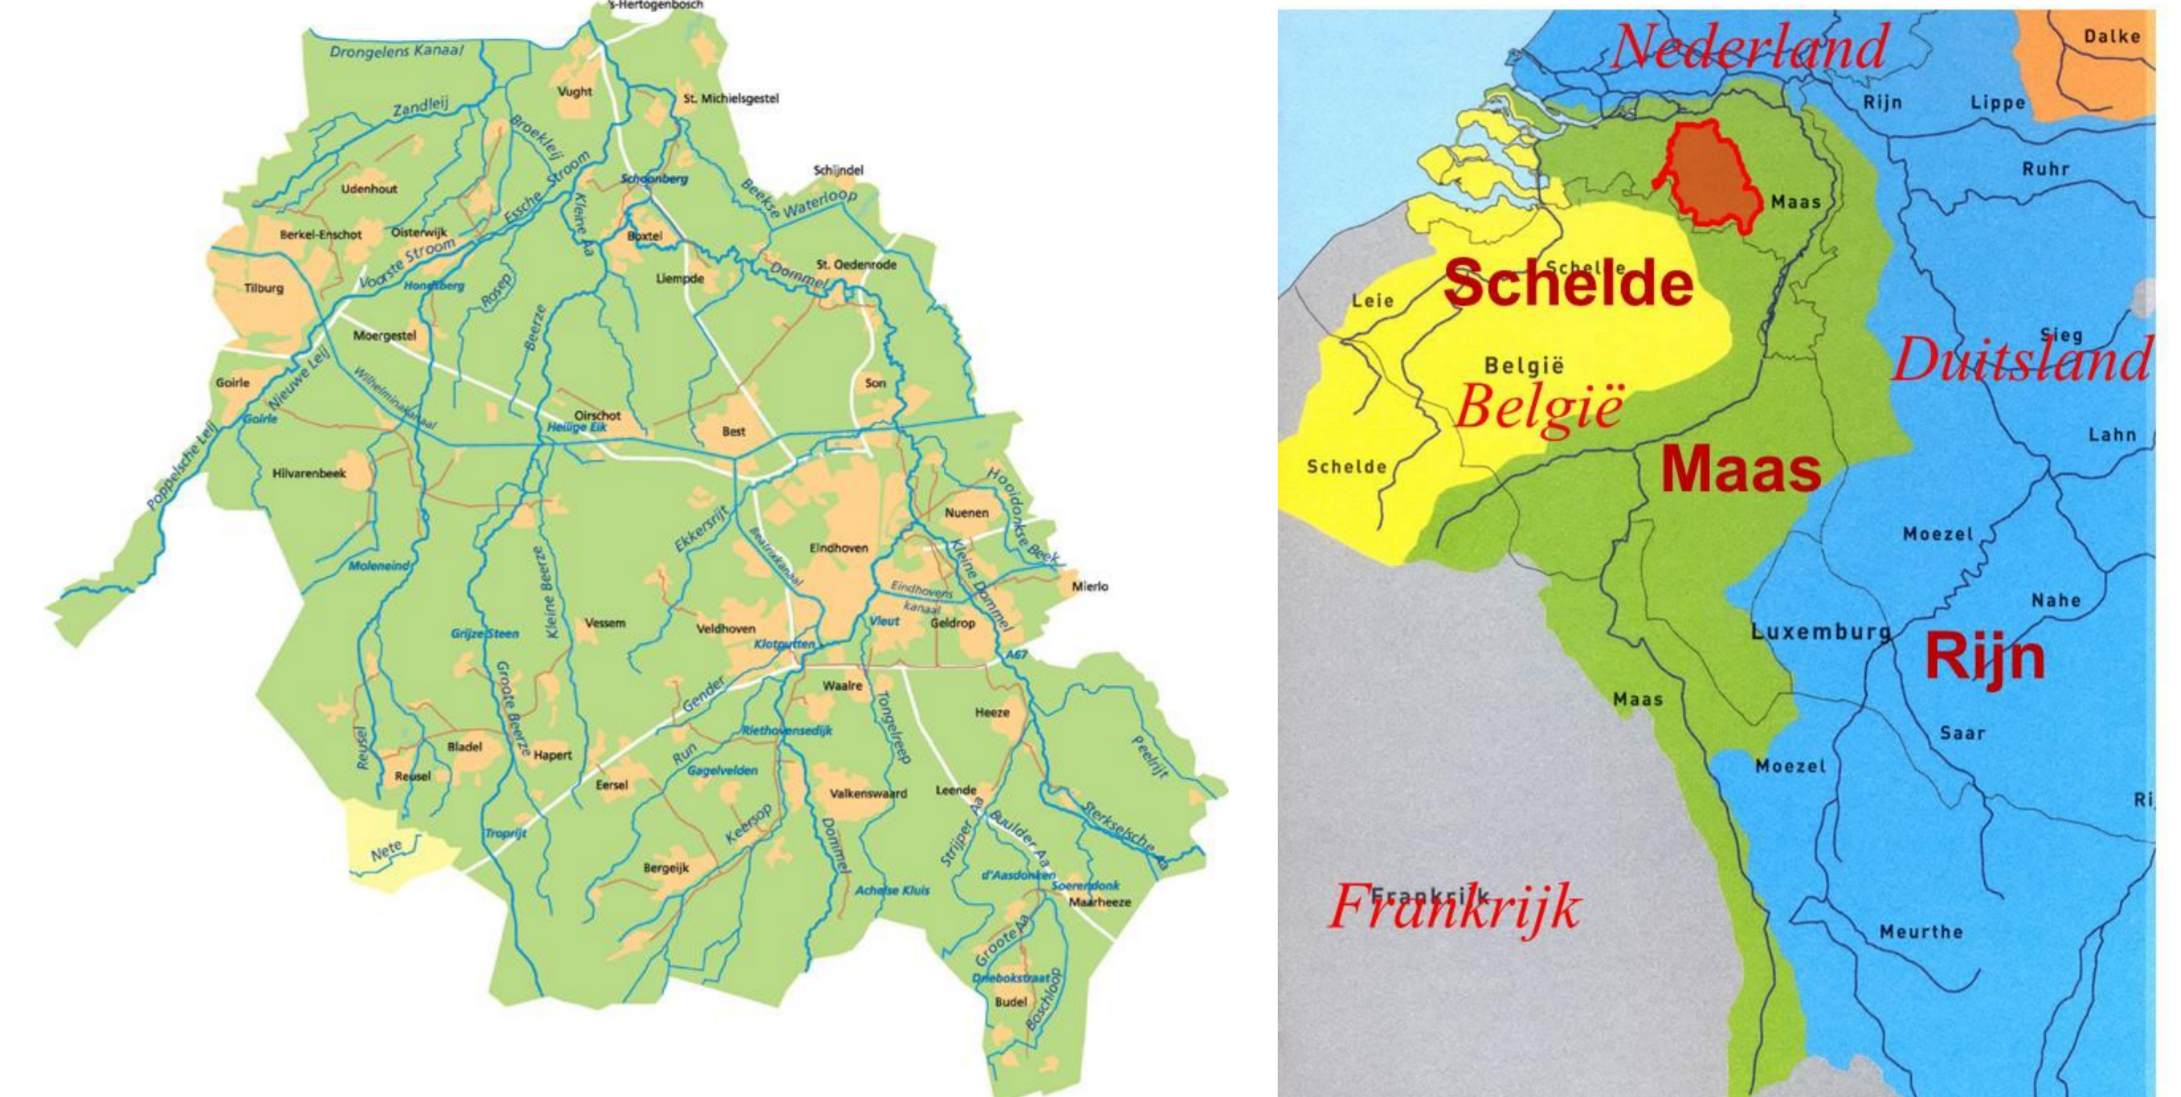 's-Hertogenbosch
Drongelens Kanaal
Vught
St. Michielsgestel
Zandleij
Broekleij
Essche Stroom
Schijndel
Udenhout
Schoonberg
Beekse Waterloop
Kleine Aa
Berkel-Enschot
Oisterwijk
Boxtel
Voorste Stroom
Dommel
St. Oedenrode
Liempde
Tilburg
Honesberg
Rosep
Beerze
Moergestel
Goirle
Nieuwe Leij
Wilhelminakanaal
Son
Goirle
Oirschot
Heilige Eik
Best
Poppelsche Leij
Hilvarenbeek
Hooidonkse Beek
Nuenen
Ekkersrijt
Beatrixkanaal
Eindhoven
Kleine Dommel
Moleneind
Mierlo
Kleine Beerze
Eindhovens
kanaal
Vessem
Veldhoven
Vleut
Geldrop
Grijze Steen
Klotputten
A67
Groote Beerze
Gender
Waalre
Tongelreep
Heeze
Reusel
Riethovensedijk
Peelrijt
Bladel
Hapert
Run
Reusel
Gagelvelden
Eersel
Valkenswaard
Leende
Keersop
Dommel
Strijper Aa
Buulder Aa
Sterkselsche Aa
Troprijt
Nete
Bergeijk
d'Aasdonken
Achelse Kluis
Soerendonk
Maarheeze
Groote Aa
Driebokstraat
Budel
Boschloop
Nederland
Dalke
Rijn
Lippe
Ruhr
Maas
Schelde
Schelde
Leie
Sieg
Duitsland
België
België
Lahn
Schelde
Maas
Moezel
Nahe
Luxemburg
Rijn
Maas
Saar
Moezel
Ri
Frankrijk
Frankrijk
Meurthe